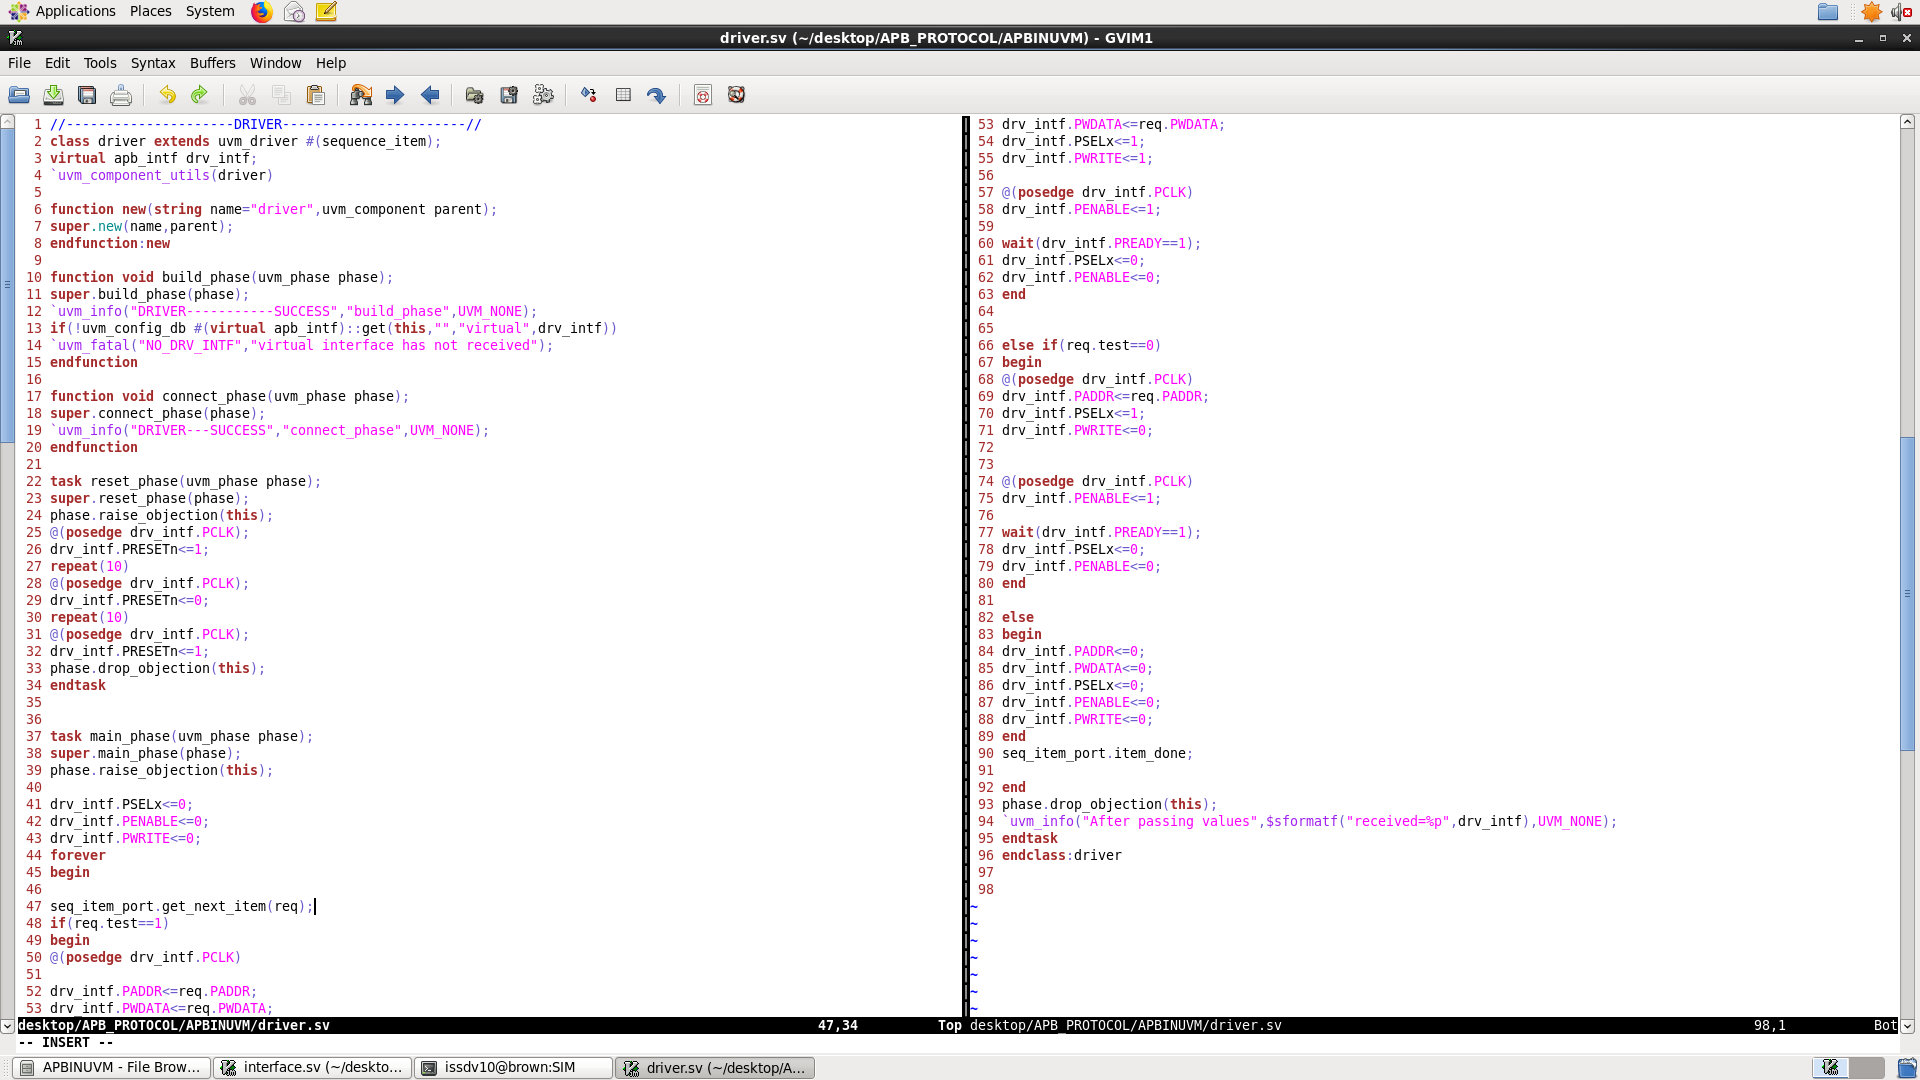 Applications Places System
driver.sv (~/desktop/APB_PROTOCOL/APBINUVM) - GVIM1
File Edit Tools Syntax Buffers Window Help
1 //---------------------DRIVER-----------------------//
2 class driver extends uvm_driver #(sequence_item);
3 virtual apb_intf drv_intf;
4 `uvm_component_utils(driver)
5
6 function new(string name="driver",uvm_component parent);
7 super.new(name,parent);
8 endfunction:new
9
10 function void build_phase(uvm_phase phase);
11 super.build_phase(phase);
12 `uvm_info("DRIVER-----------SUCCESS","build_phase",UVM_NONE);
13 if(!uvm_config_db #(virtual apb_intf)::get(this,"","virtual",drv_intf))
14 `uvm_fatal("NO_DRV_INTF","virtual interface has not received");
15 endfunction
16
17 function void connect_phase(uvm_phase phase);
18 super.connect_phase(phase);
19 `uvm_info("DRIVER---SUCCESS","connect_phase",UVM_NONE);
20 endfunction
21
22 task reset_phase(uvm_phase phase);
23 super.reset_phase(phase);
24 phase.raise_objection(this);
25 @(posedge drv_intf.PCLK);
26 drv_intf.PRESETn<=1;
27 repeat(10)
28 @(posedge drv_intf.PCLK);
29 drv_intf.PRESETn<=0;
30 repeat(10)
31 @(posedge drv_intf.PCLK);
32 drv_intf.PRESETn<=1;
33 phase.drop_objection(this);
34 endtask
35
36
37 task main_phase(uvm_phase phase);
38 super.main_phase(phase);
39 phase.raise_objection(this);
40
41 drv_intf.PSELx<=0;
42 drv_intf.PENABLE<=0;
43 drv_intf.PWRITE<=0;
44 forever
45 begin
46
47 seq_item_port.get_next_item(req);
48 if(req.test==1)
49 begin
50 @(posedge drv_intf.PCLK)
51
52 drv_intf.PADDR<=req.PADDR;
53 drv_intf.PWDATA<=req.PWDATA;
desktop/APB_PROTOCOL/APBINUVM/driver.sv 47,34 Top
53 drv_intf.PWDATA<=req.PWDATA;
54 drv_intf.PSELx<=1;
55 drv_intf.PWRITE<=1;
56
57 @(posedge drv_intf.PCLK)
58 drv_intf.PENABLE<=1;
59
60 wait(drv_intf.PREADY==1);
61 drv_intf.PSELx<=0;
62 drv_intf.PENABLE<=0;
63 end
64
65
66 else if(req.test==0)
67 begin
68 @(posedge drv_intf.PCLK)
69 drv_intf.PADDR<=req.PADDR;
70 drv_intf.PSELx<=1;
71 drv_intf.PWRITE<=0;
72
73
74 @(posedge drv_intf.PCLK)
75 drv_intf.PENABLE<=1;
76
77 wait(drv_intf.PREADY==1);
78 drv_intf.PSELx<=0;
79 drv_intf.PENABLE<=0;
80 end
81
82 else
83 begin
84 drv_intf.PADDR<=0;
85 drv_intf.PWDATA<=0;
86 drv_intf.PSELx<=0;
87 drv_intf.PENABLE<=0;
88 drv_intf.PWRITE<=0;
89 end
90 seq_item_port.item_done;
91
92 end
93 phase.drop_objection(this);
94 `uvm_info("After passing values",$sformatf("received=%p",drv_intf),UVM_NONE);
95 endtask
96 endclass:driver
97
98
~
~
~
~
~
~
~
desktop/APB_PROTOCOL/APBINUVM/driver.sv 98,1 Bot
-- INSERT --
APBINUVM - File Brow... interface.sv (~/deskto... issdv10@brown:SIM driver.sv (~/desktop/A...